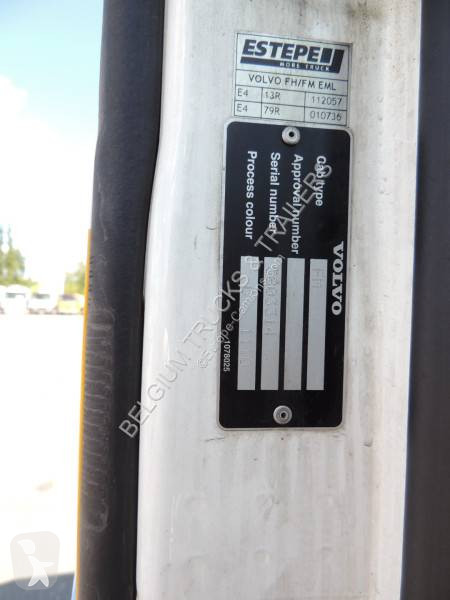 ESTEPE
MORE TRUCK
VOLVO FH/FM EML
E4 13R 112057
E4 79R 010736
VOLVO
Cab type
Approval number
Serial number
Process colour
1078025
BELGIUM TRUCKS & TRAILERS